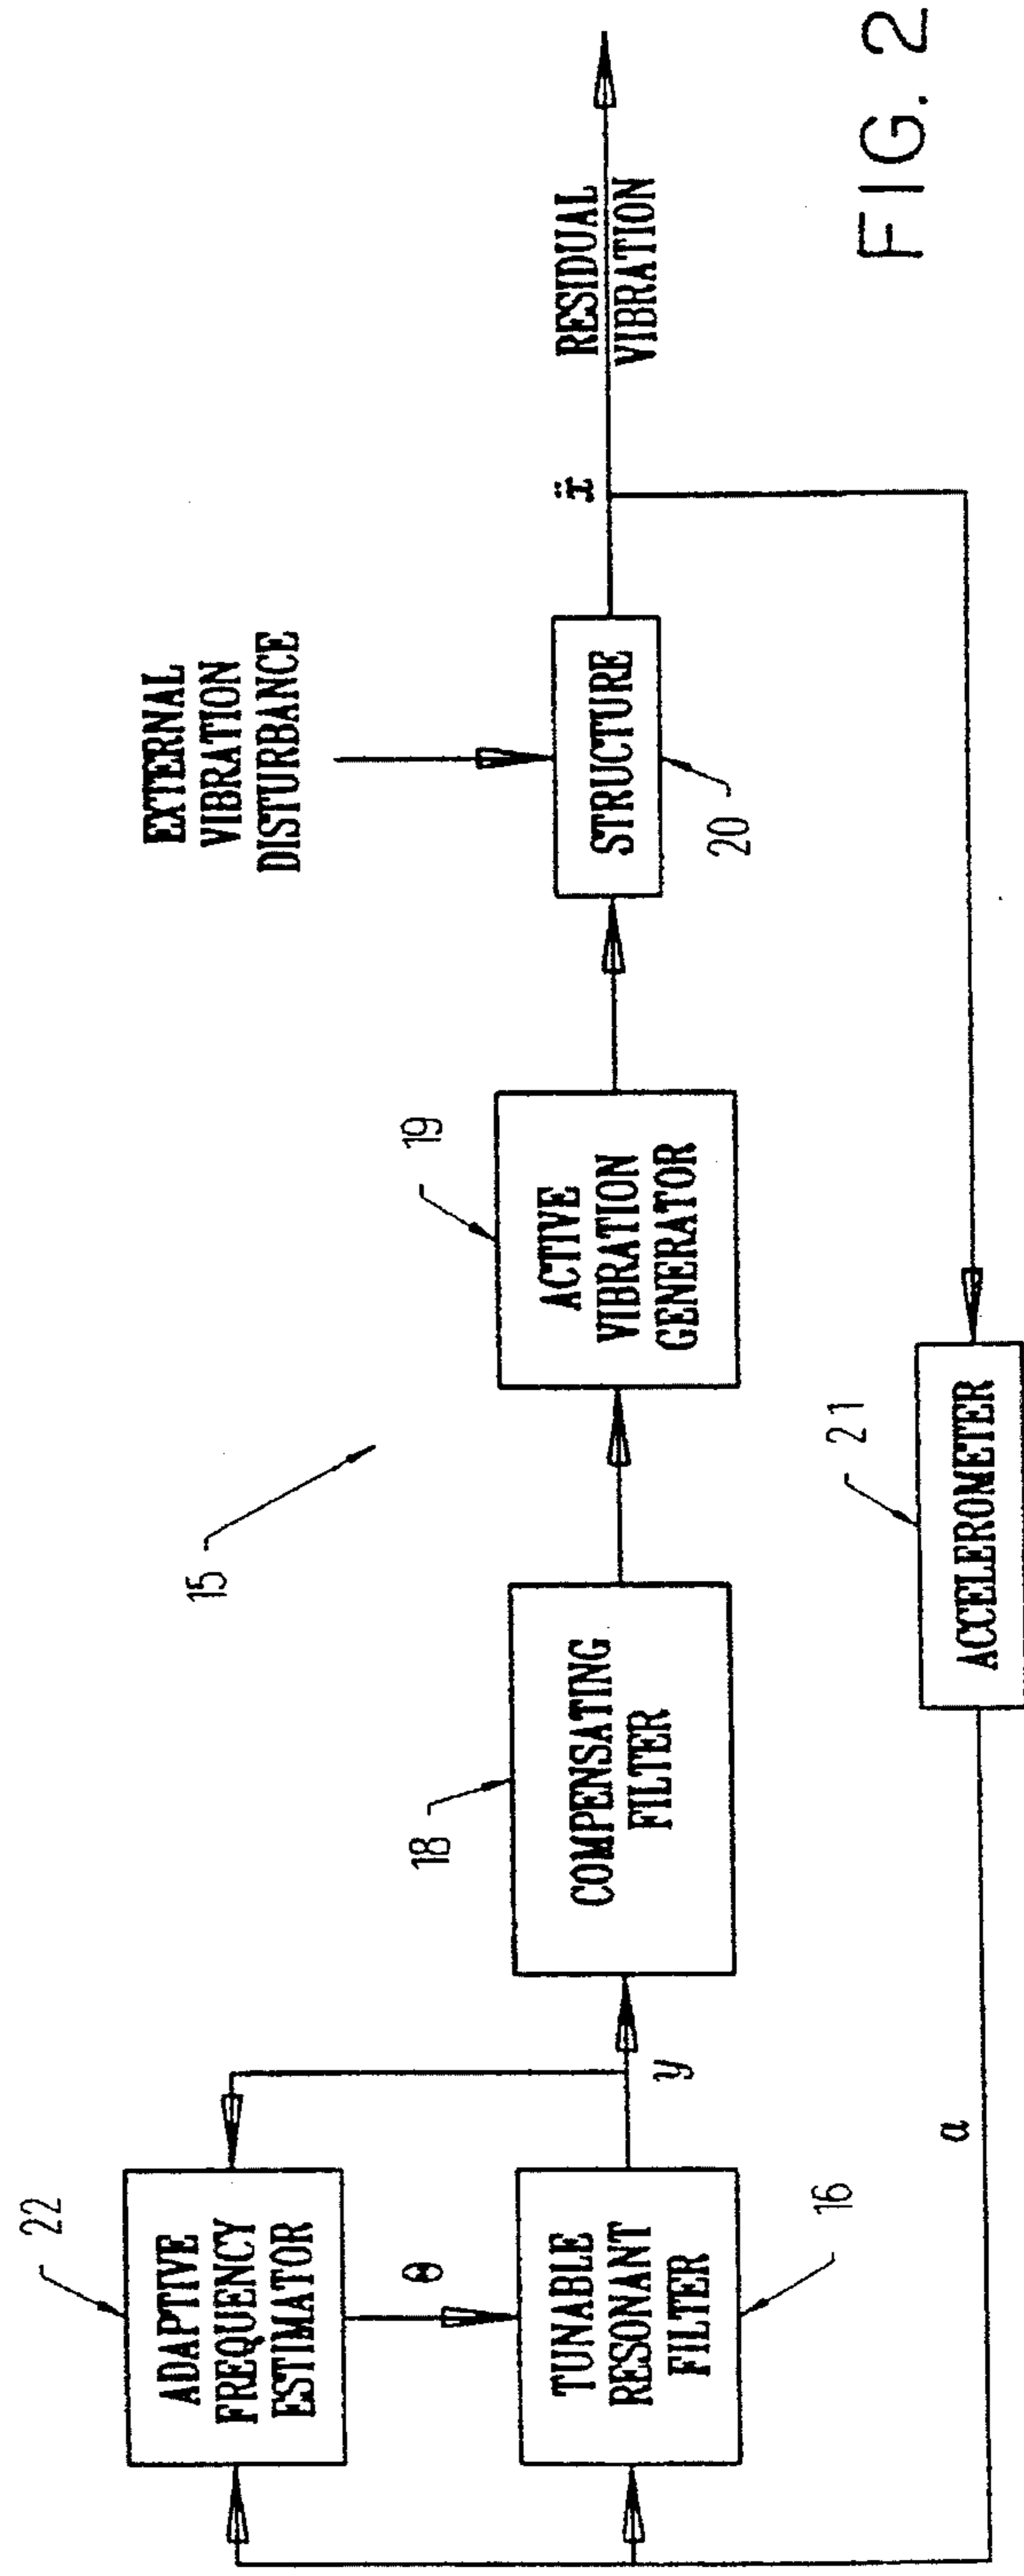 22
ADAPTIVE
FREQUENCY
ESTIMATOR
Θ
TUNABLE
RESONANT
FILTER
16
y
18
COMPENSATING
FILTER
15
19
ACTIVE
VIBRATION
GENERATOR
EXTERNAL
VIBRATION
DISTURBANCE
STRUCTURE
20
ẍ
RESIDUAL
VIBRATION
a
21
ACCELEROMETER
FIG. 2